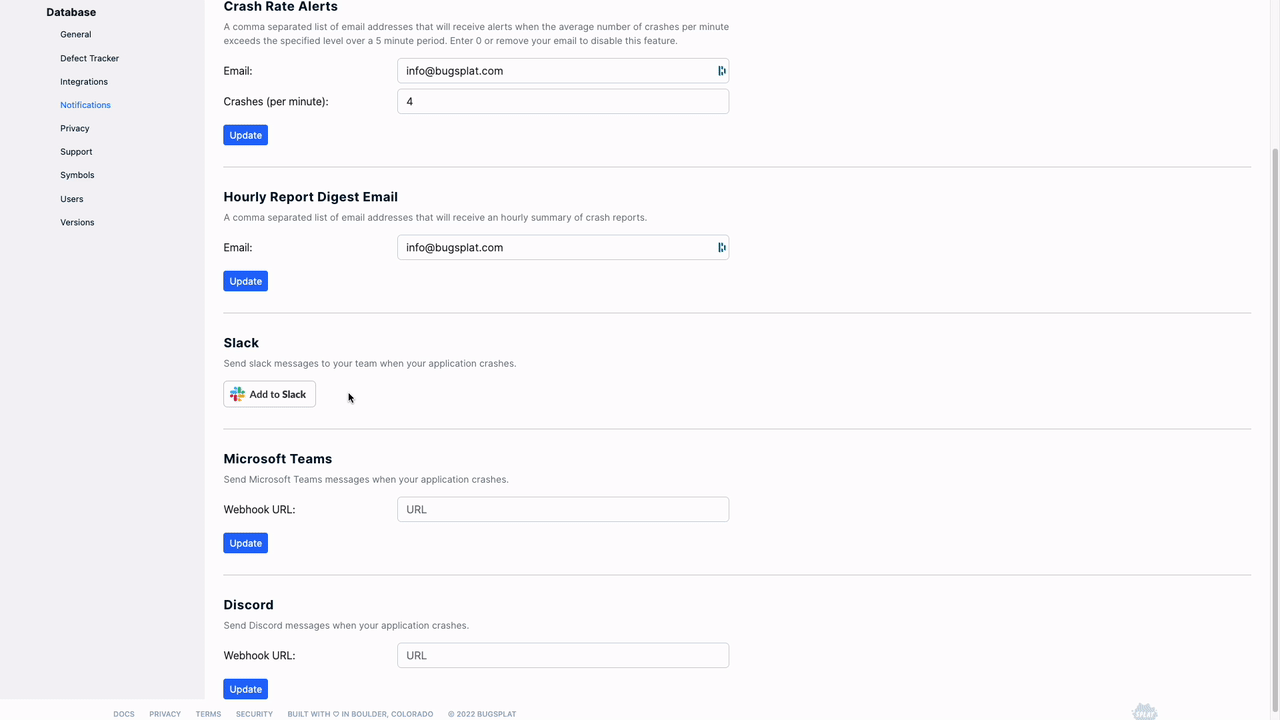 Database
General
Defect Tracker
Integrations
Notifications
Privacy
Support
Symbols
Users
Versions
Crash Rate Alerts
A comma separated list of email addresses that will receive alerts when the average number of crashes per minute
exceeds the specified level over a 5 minute period. Enter 0 or remove your email to disable this feature.
Email:
info@bugsplat.com
Crashes (per minute):
4
Update
Hourly Report Digest Email
A comma separated list of email addresses that will receive an hourly summary of crash reports.
Email:
info@bugsplat.com
Update
Slack
Send slack messages to your team when your application crashes.
Add to Slack
Microsoft Teams
Send Microsoft Teams messages when your application crashes.
Webhook URL:
URL
Update
Discord
Send Discord messages when your application crashes.
Webhook URL:
URL
Update
DOCS PRIVACY TERMS SECURITY BUILT WITH ♡ IN BOULDER, COLORADO © 2022 BUGSPLAT
SPLAT